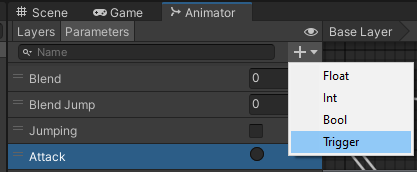 Scene Game Animator
Layers Parameters Base Layer
Name
Blend 0
Blend Jump 0
Jumping
Attack
Float
Int
Bool
Trigger